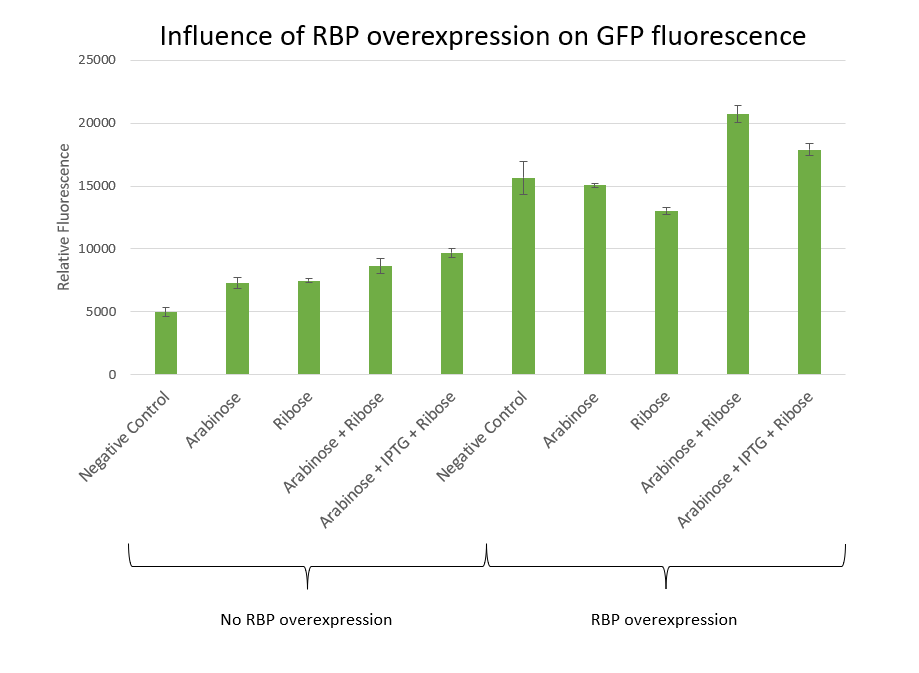 Influence of RBP overexpression on GFP fluorescence
Relative Fluorescence
25000
20000
15000
10000
5000
0
Negative Control
Arabinose
Ribose
Arabinose + Ribose
Arabinose + IPTG + Ribose
Negative Control
Arabinose
Ribose
Arabinose + Ribose
Arabinose + IPTG + Ribose
No RBP overexpression
RBP overexpression